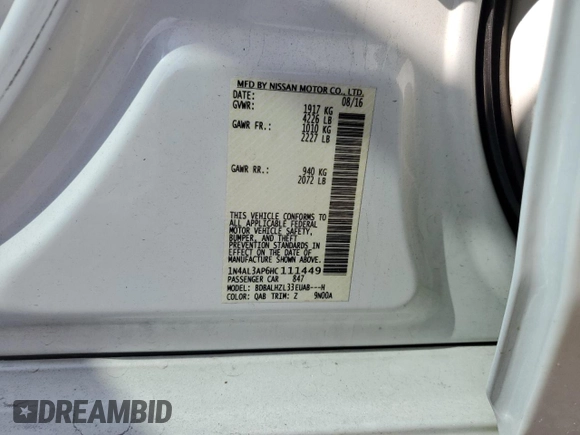 MFD BY NISSAN MOTOR CO., LTD.
DATE: 08/16
GVWR: 1917 KG
4226 LB
GAWR FR.: 1010 KG
2227 LB
GAWR RR.: 940 KG
2072 LB
THIS VEHICLE CONFORMS TO
ALL APPLICABLE FEDERAL
MOTOR VEHICLE SAFETY,
BUMPER, AND THEFT
PREVENTION STANDARDS IN
EFFECT ON THE DATE OF
MANUFACTURE SHOWN ABOVE.
1N4AL3AP6HC111449
PASSENGER CAR 847
MODEL: BDBALHZL33EUAB---H
COLOR: QAB TRIM: Z 9N00A
DREAMBID